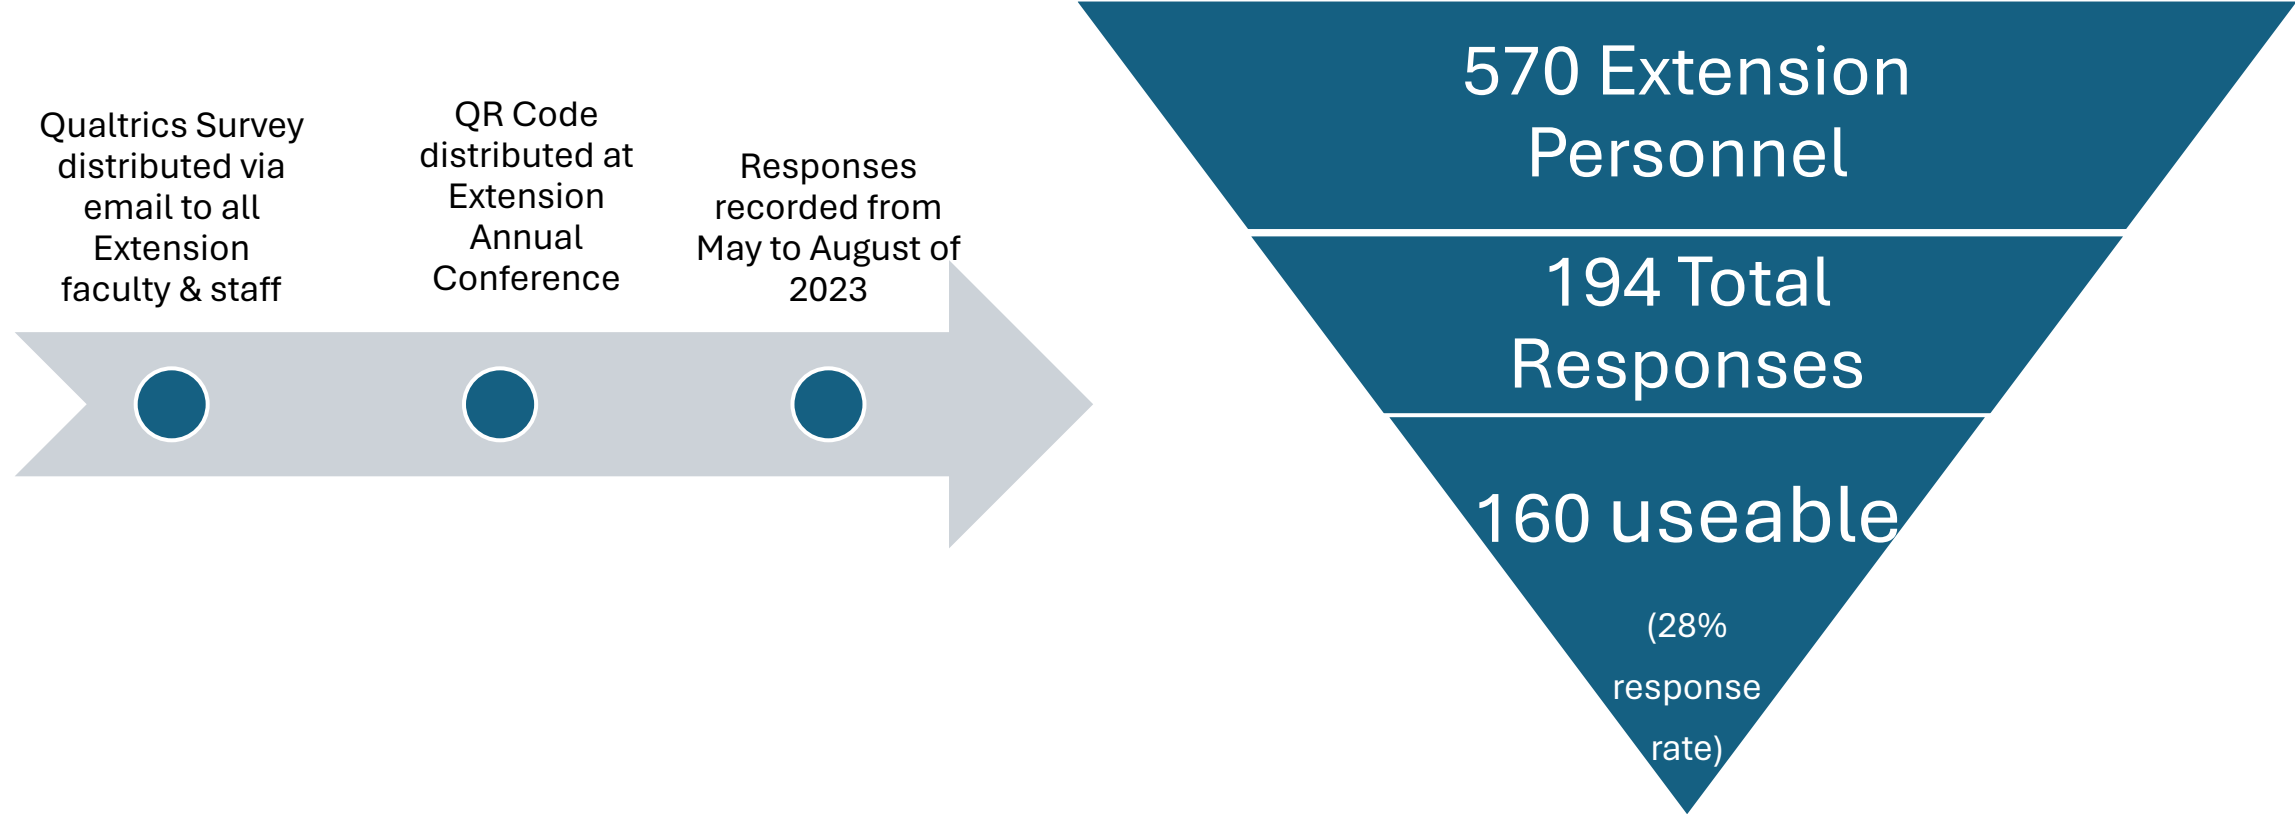 Qualtrics Survey
distributed via
email to all
Extension
faculty & staff
QR Code
distributed at
Extension
Annual
Conference
Responses
recorded from
May to August of
2023
570 Extension
Personnel
194 Total
Responses
160 useable
(28%
response
rate)